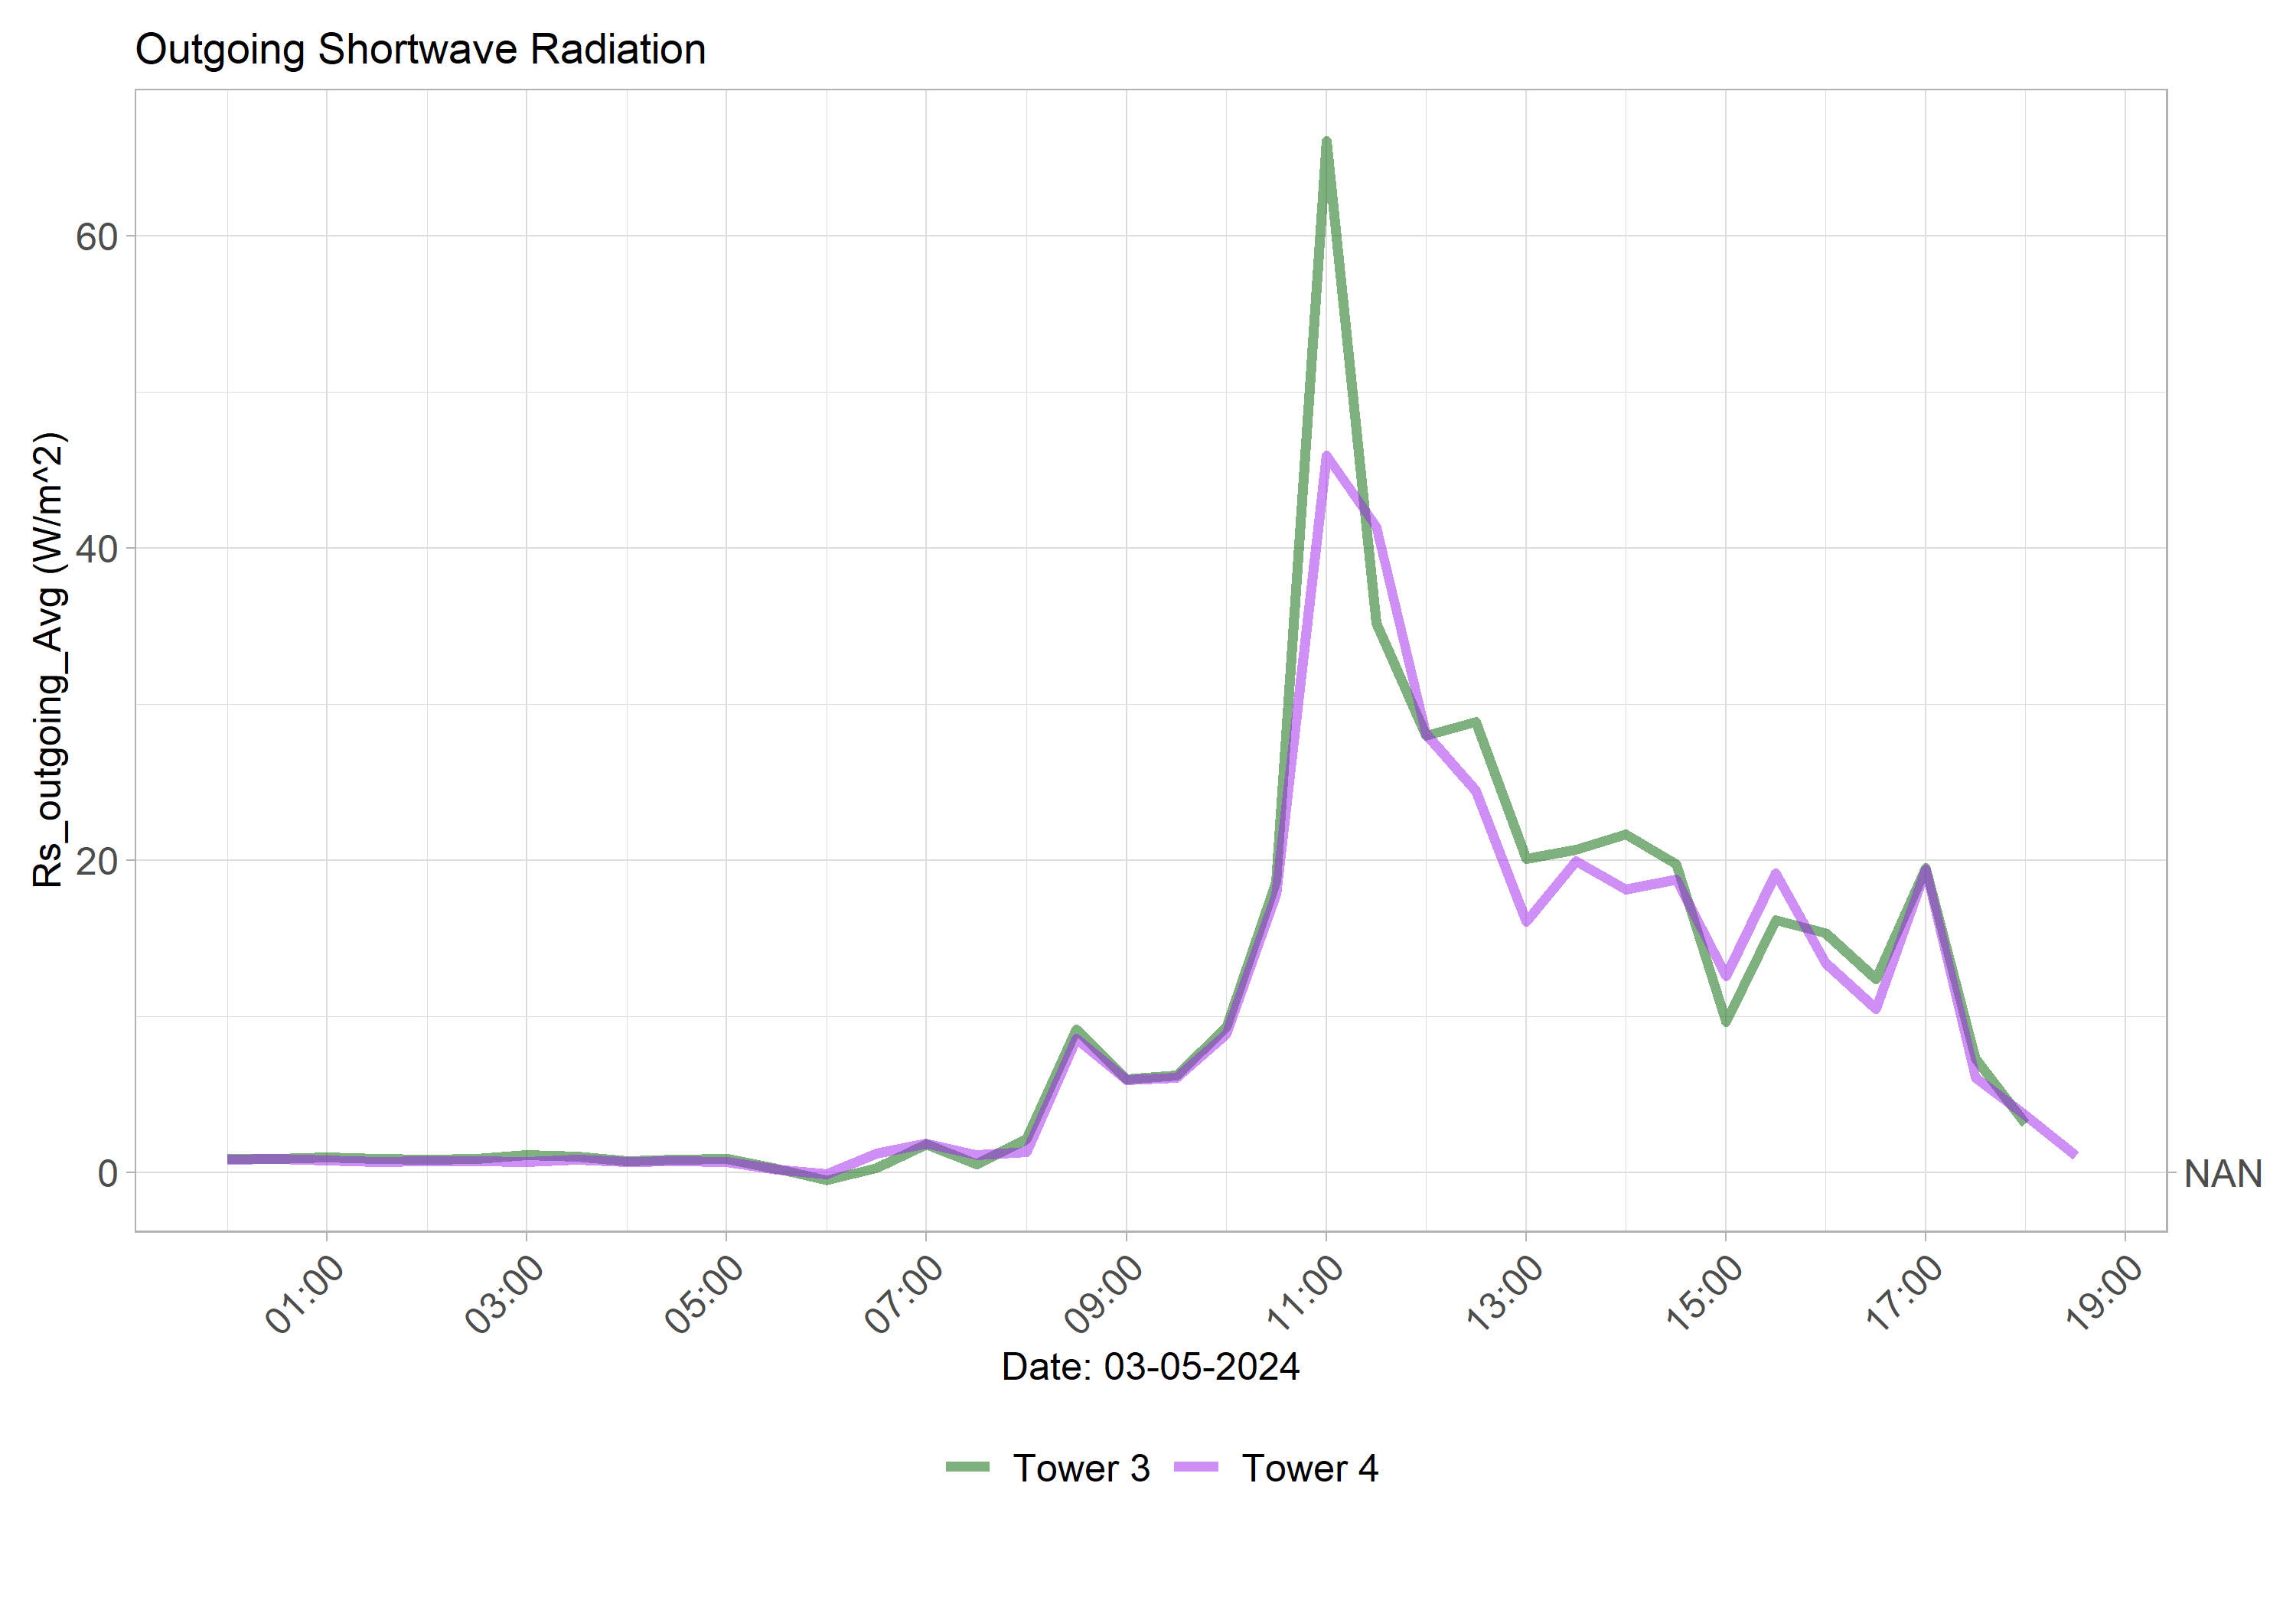 Outgoing Shortwave Radiation
Rs_outgoing_Avg (W/m^2)
60
40
20
0
NAN
01:00
03:00
05:00
07:00
09:00
11:00
13:00
15:00
17:00
19:00
Date: 03-05-2024
Tower 3
Tower 4